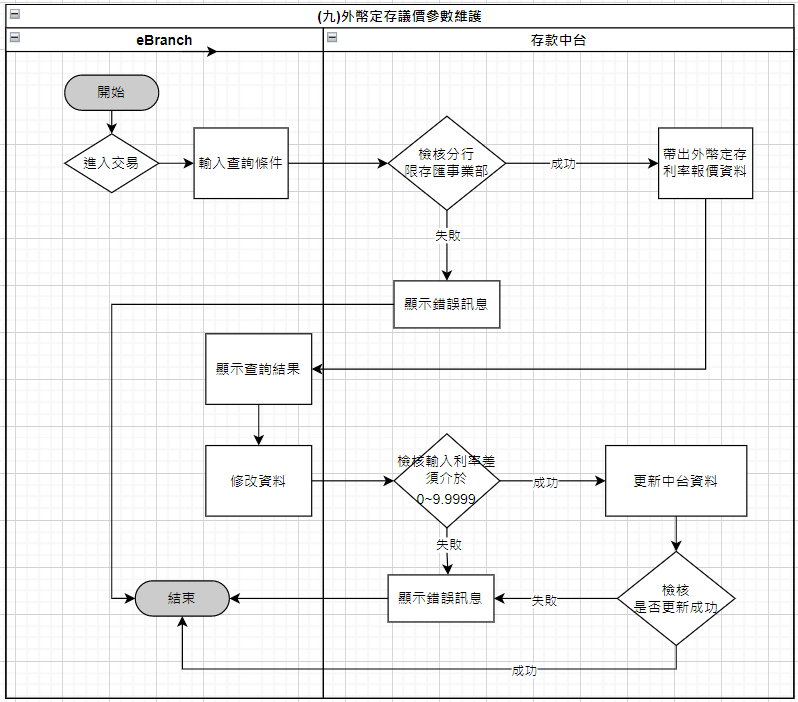 (九)外幣定存議價參數維護
eBranch
存款中台
開始
進入交易
輸入查詢條件
檢核分行
限存匯事業部
成功
帶出外幣定存
利率報價資料
失敗
顯示錯誤訊息
顯示查詢結果
修改資料
檢核輸入利率差
須介於
0~9.9999
成功
更新中台資料
失敗
結束
顯示錯誤訊息
失敗
檢核
是否更新成功
成功